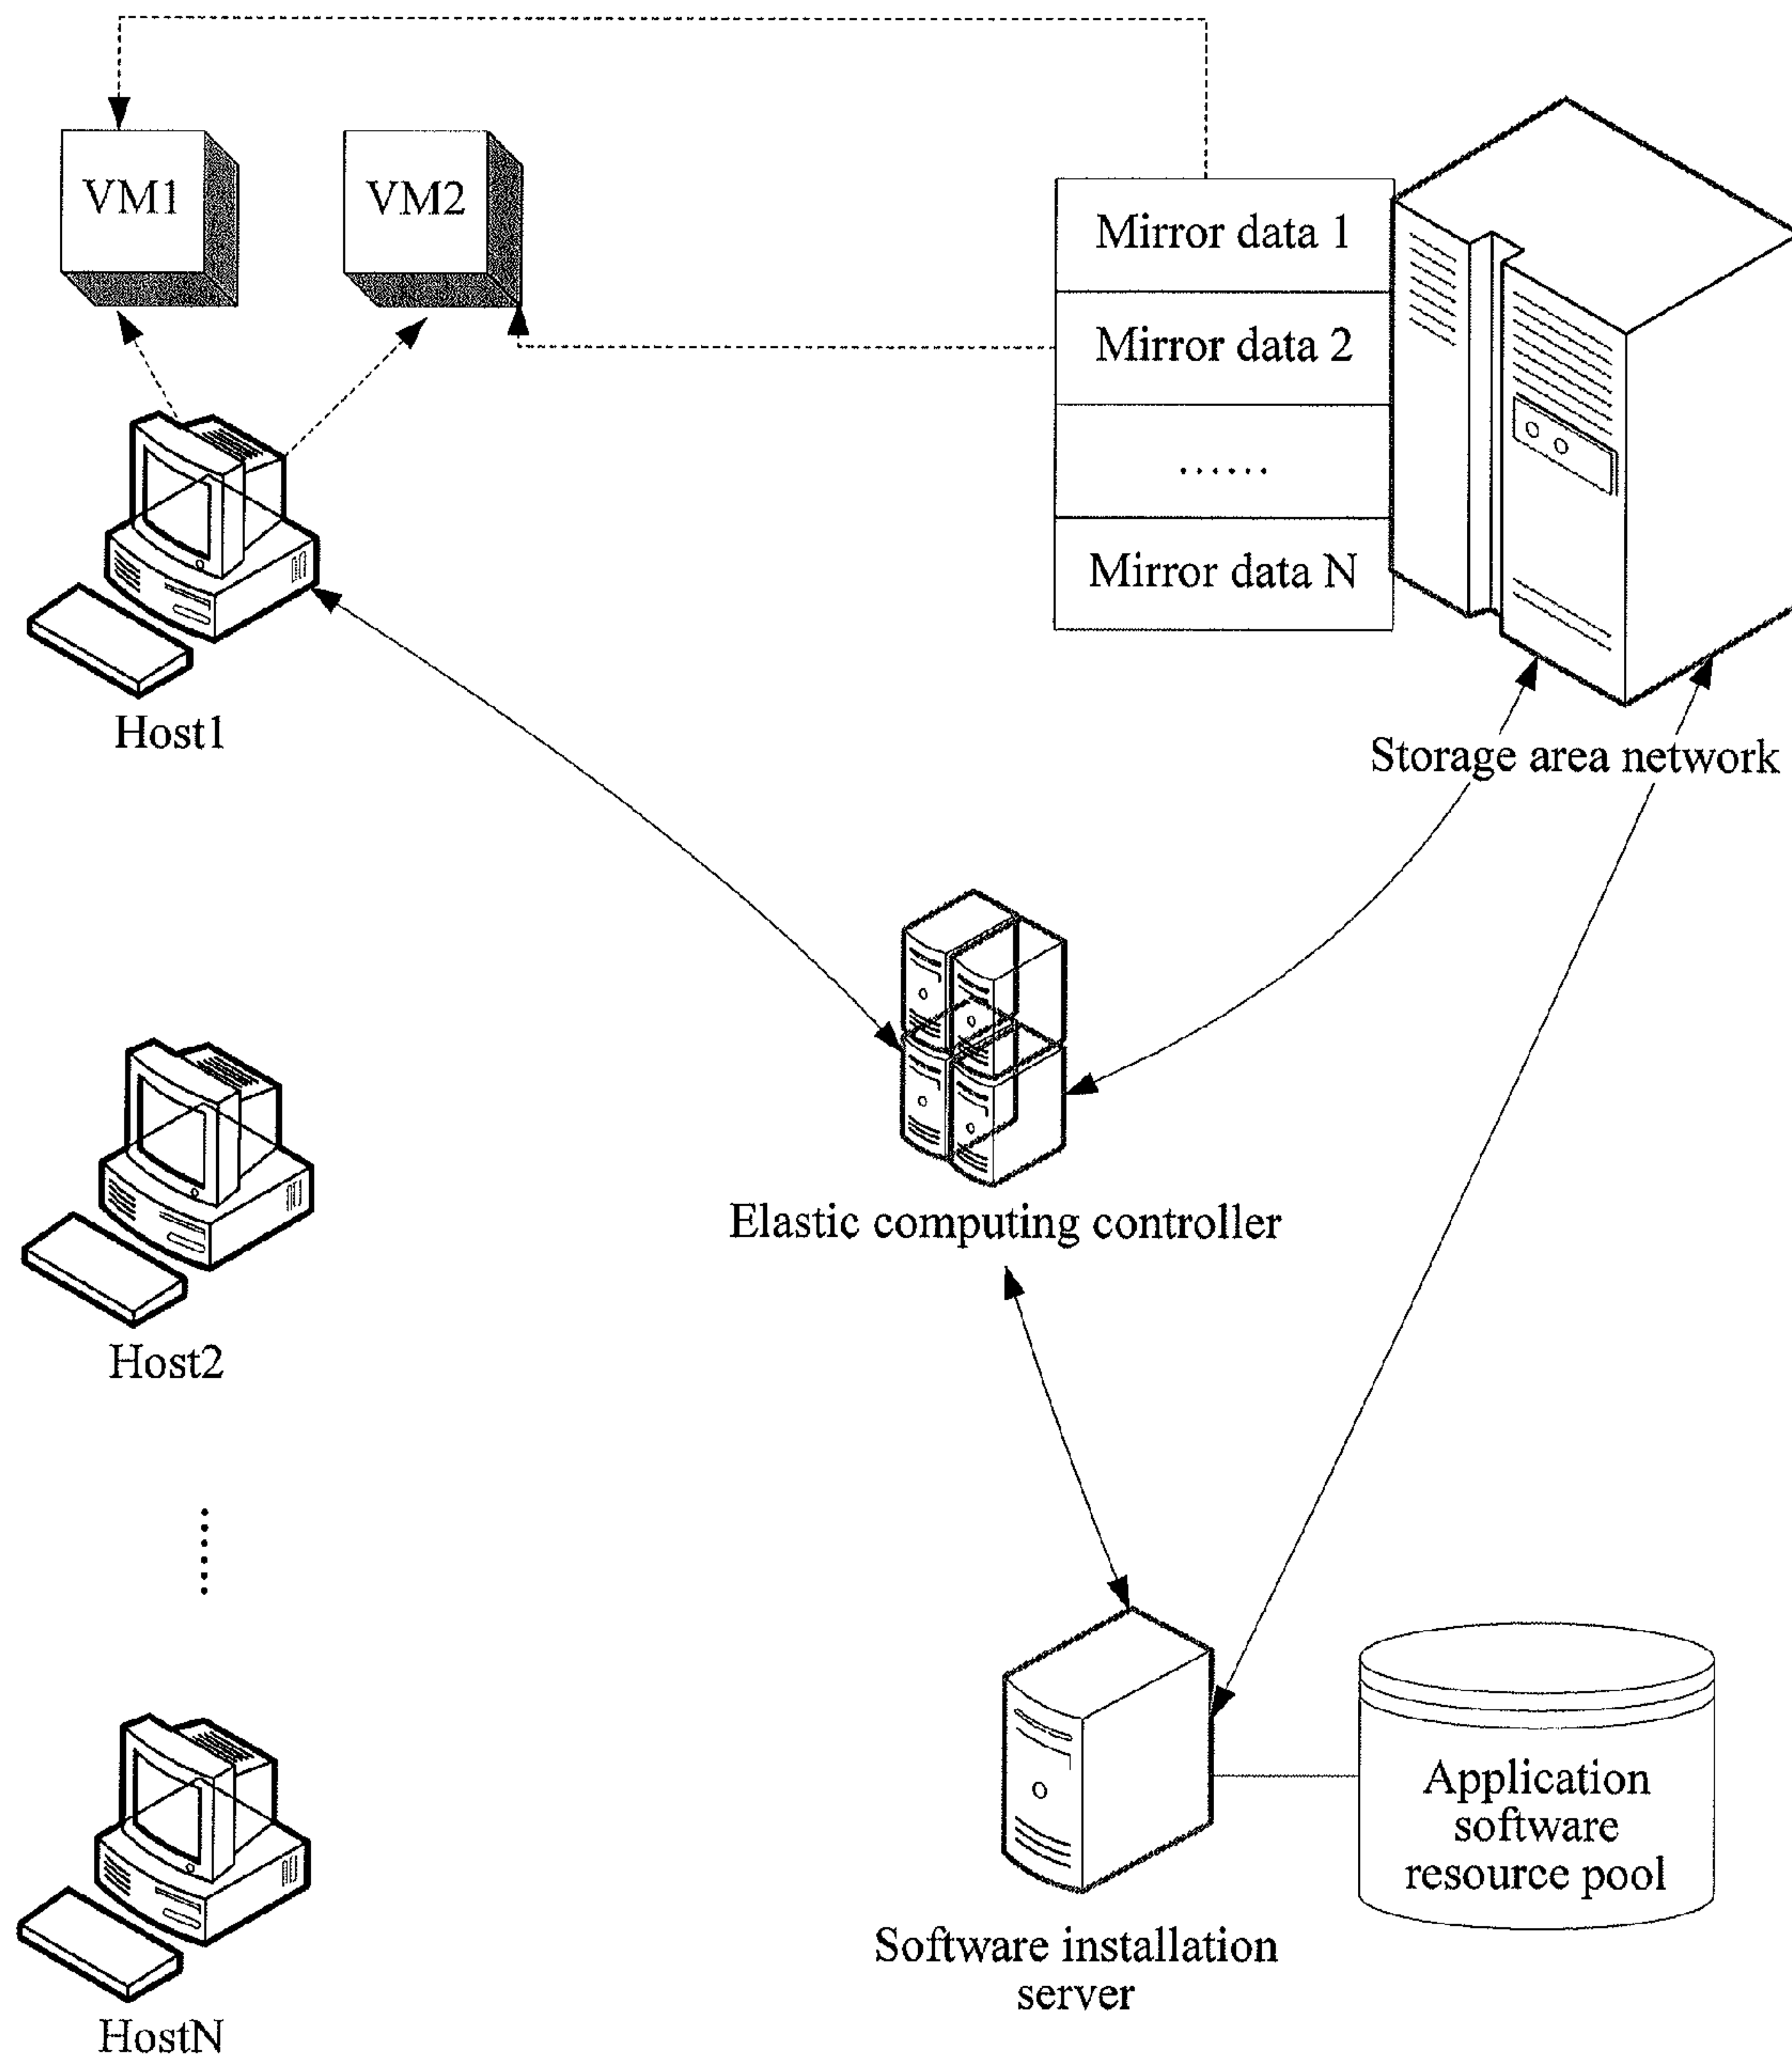 VM1
VM2
Mirror data 1
Mirror data 2
......
Mirror data N
Host1
Storage area network
Elastic computing controller
Host2
Application
software
resource pool
Software installation
server
HostN